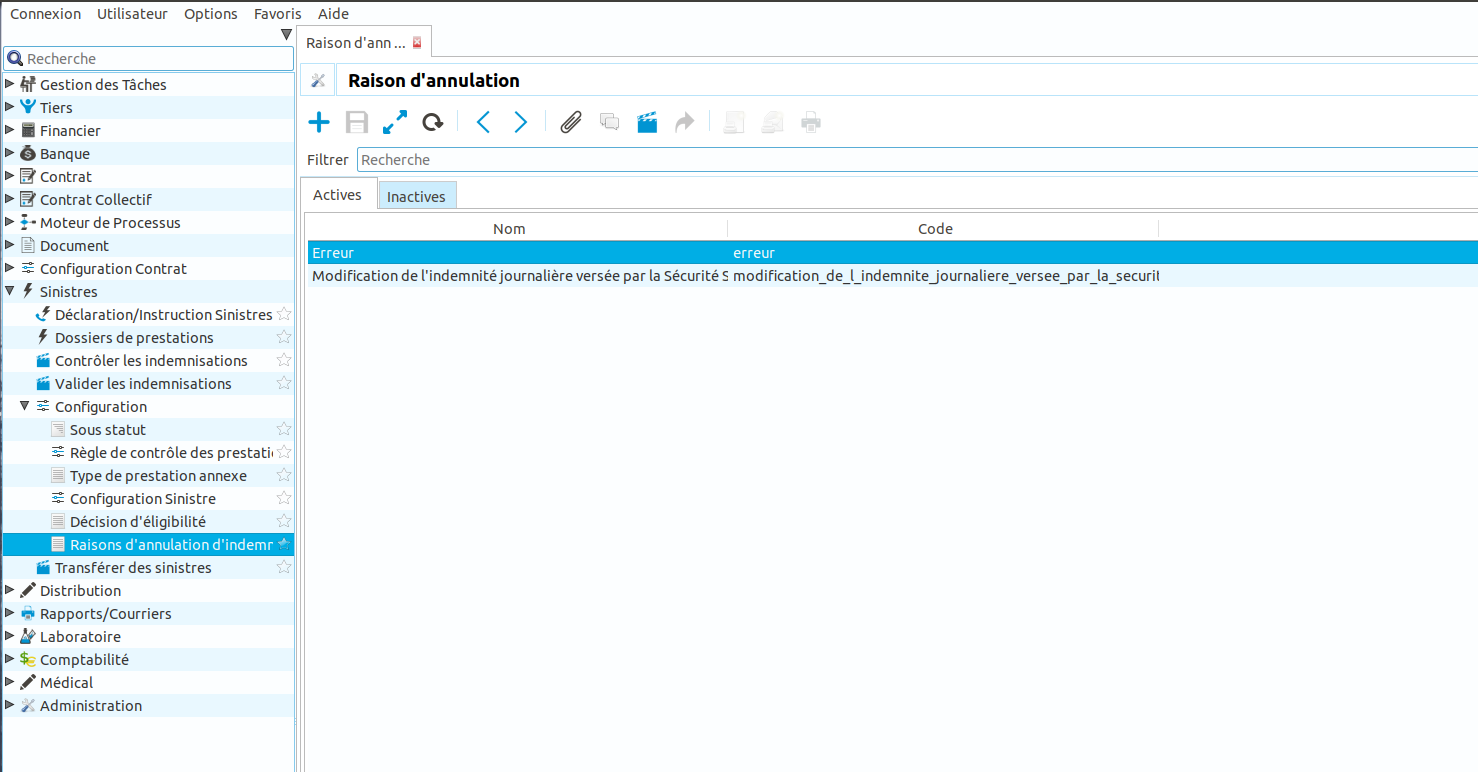 Connexion Utilisateur Options Favoris Aide
Raison d'ann ...
Recherche
Raison d'annulation
Gestion des Tâches
Tiers
Financier
Banque
Contrat
Contrat Collectif
Moteur de Processus
Document
Configuration Contrat
Sinistres
Déclaration/Instruction Sinistres
Dossiers de prestations
Contrôler les indemnisations
Valider les indemnisations
Configuration
Sous statut
Règle de contrôle des prestati
Type de prestation annexe
Configuration Sinistre
Décision d'éligibilité
Raisons d'annulation d'indemn
Transférer des sinistres
Distribution
Rapports/Courriers
Laboratoire
Comptabilité
Médical
Administration
Filtrer Recherche
Actives Inactives
Nom Code
Erreur erreur
Modification de l'indemnité journalière versée par la Sécurité S modification_de_l_indemnite_journaliere_versee_par_la_securit